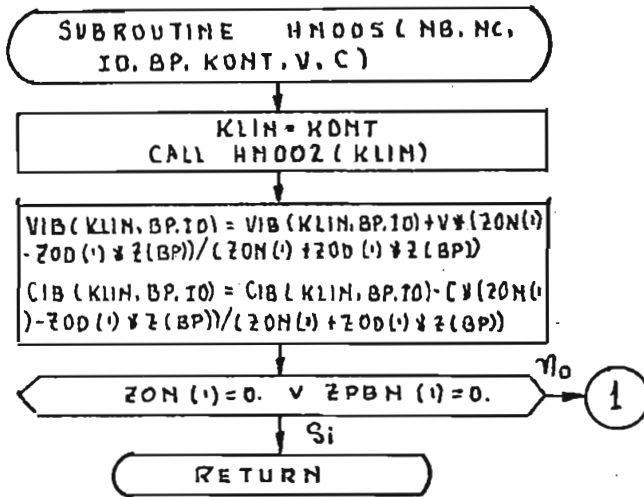 SUBROUTINE HM005(NB, NC,
IO, BP, KONT, V, C)
KLIN=KONT
CALL HM002(KLIN)
VIB(KLIN,BP,IO)=VIB(KLIN,BP,IO)+V*(ZON(1)
-ZOD(1)*Z(BP))/(ZON(1)+ZOD(1)*Z(BP))
CIB(KLIN,BP,IO)=CIB(KLIN,BP,IO)-C*(ZON(1
)-ZOD(1)*Z(BP))/(ZON(1)+ZOD(1)*Z(BP))
ZON(1)=0. V ZPBN(1)=0.
no
1
Si
RETURN